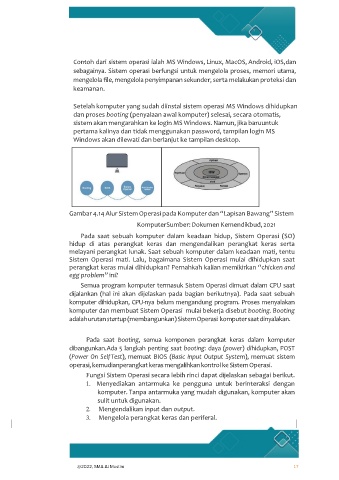 Contoh dari sistem operasi ialah MS Windows, Linux, MacOS, Android, iOS,dan
sebagainya. Sistem operasi berfungsi untuk mengelola proses, memori utama,
mengelola file, mengelola penyimpanan sekunder, serta melakukan proteksi dan
keamanan.
Setelah komputer yang sudah diinstal sistem operasi MS Windows dihidupkan
dan proses booting (penyalaan awal komputer) selesai, secara otomatis,
sistem akan mengarahkan ke login MS Windows. Namun, jika baruuntuk
pertama kalinya dan tidak menggunakan password, tampilan login MS
Windows akan dilewati dan berlanjut ke tampilan desktop.
Gambar 4.14 Alur Sistem Operasi pada Komputer dan “Lapisan Bawang” Sistem
KomputerSumber: Dokumen Kemendikbud, 2021
Pada saat sebuah komputer dalam keadaan hidup, Sistem Operasi (SO)
hidup di atas perangkat keras dan mengendalikan perangkat keras serta
melayani perangkat lunak. Saat sebuah komputer dalam keadaan mati, tentu
Sistem Operasi mati. Lalu, bagaimana Sistem Operasi mulai dihidupkan saat
perangkat keras mulai dihidupkan? Pernahkah kalian memikirkan “chicken and
egg problem” ini?
Semua program komputer termasuk Sistem Operasi dimuat dalam CPU saat
dijalankan (hal ini akan dijelaskan pada bagian berikutnya). Pada saat sebuah
komputer dihidupkan, CPU-nya belum mengandung program. Proses menyalakan
komputer dan membuat Sistem Operasi mulai bekerja disebut booting. Booting
adalah urutan startup (membangunkan) Sistem Operasi komputer saat dinyalakan.
Pada saat booting, semua komponen perangkat keras dalam komputer
dibangunkan.Ada 5 langkah penting saat booting: daya (power) dihidupkan, POST
(Power On Self Test), memuat BIOS (Basic Input Output System), memuat sistem
operasi, kemudianperangkat keras mengalihkan kontrol ke Sistem Operasi.
Fungsi Sistem Operasi secara lebih rinci dapat dijelaskan sebagai berikut.
1. Menyediakan antarmuka ke pengguna untuk berinteraksi dengan
komputer. Tanpa antarmuka yang mudah digunakan, komputer akan
sulit untuk digunakan.
2. Mengendalikan input dan output.
3. Mengelola perangkat keras dan periferal.
@2022, MAS Al